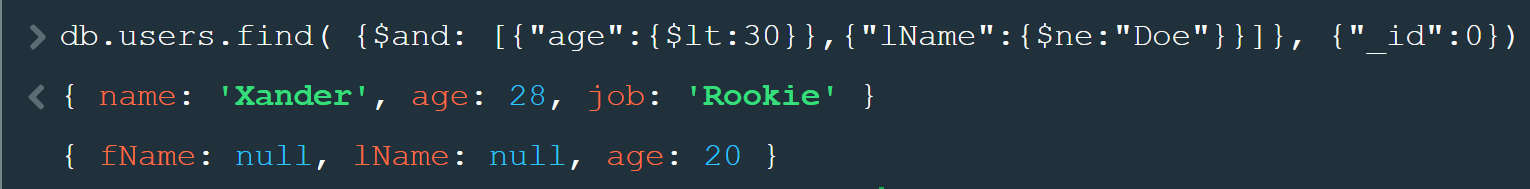 > db.users.find( {$and: [{"age":{$lt:30}},{"lName":{$ne:"Doe"}}]}, {"_id":0})
< { name: 'Xander', age: 28, job: 'Rookie' }
{ fName: null, lName: null, age: 20 }